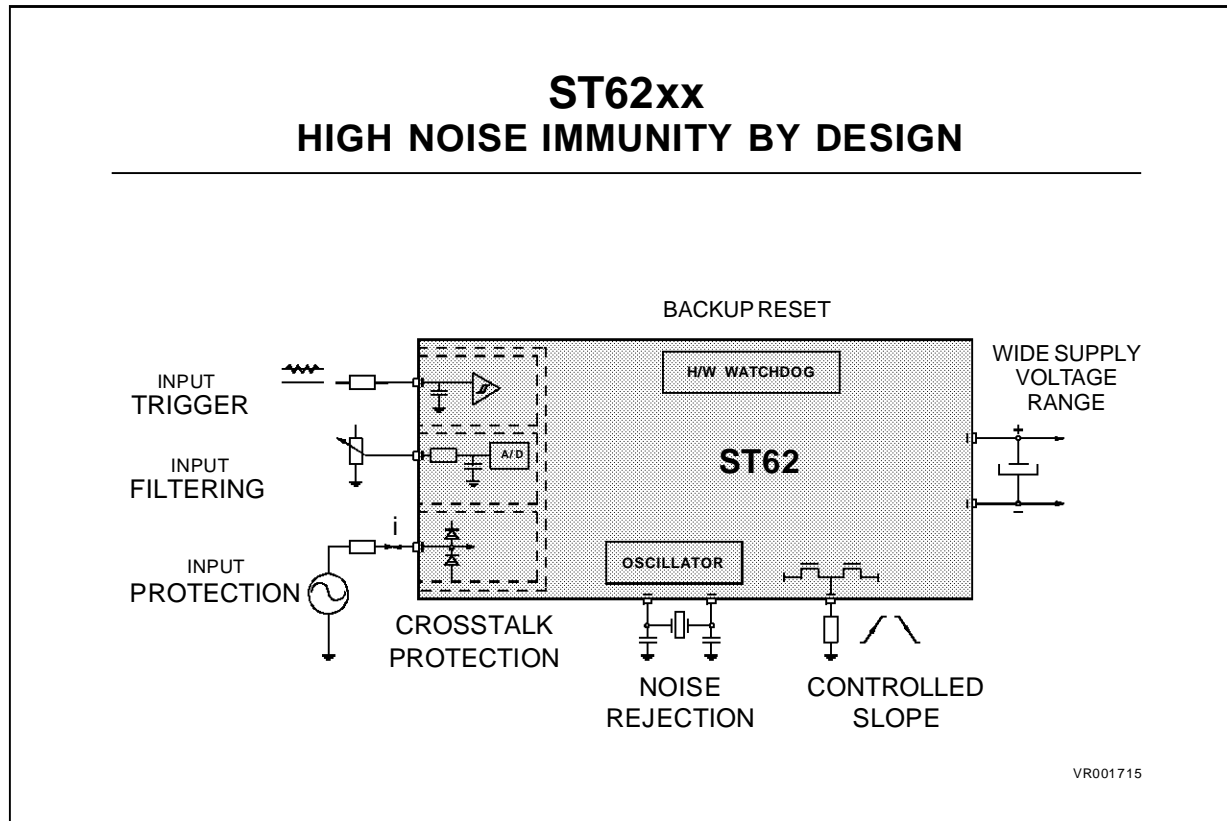 ST62xx
HIGH NOISE IMMUNITY BY DESIGN
BACKUP RESET
H/W WATCHDOG
WIDE SUPPLY
VOLTAGE
RANGE
INPUT
TRIGGER
INPUT
FILTERING
A/D
ST62
+
−
i
INPUT
PROTECTION
OSCILLATOR
CROSSTALK
PROTECTION
NOISE
REJECTION
CONTROLLED
SLOPE
VR001715